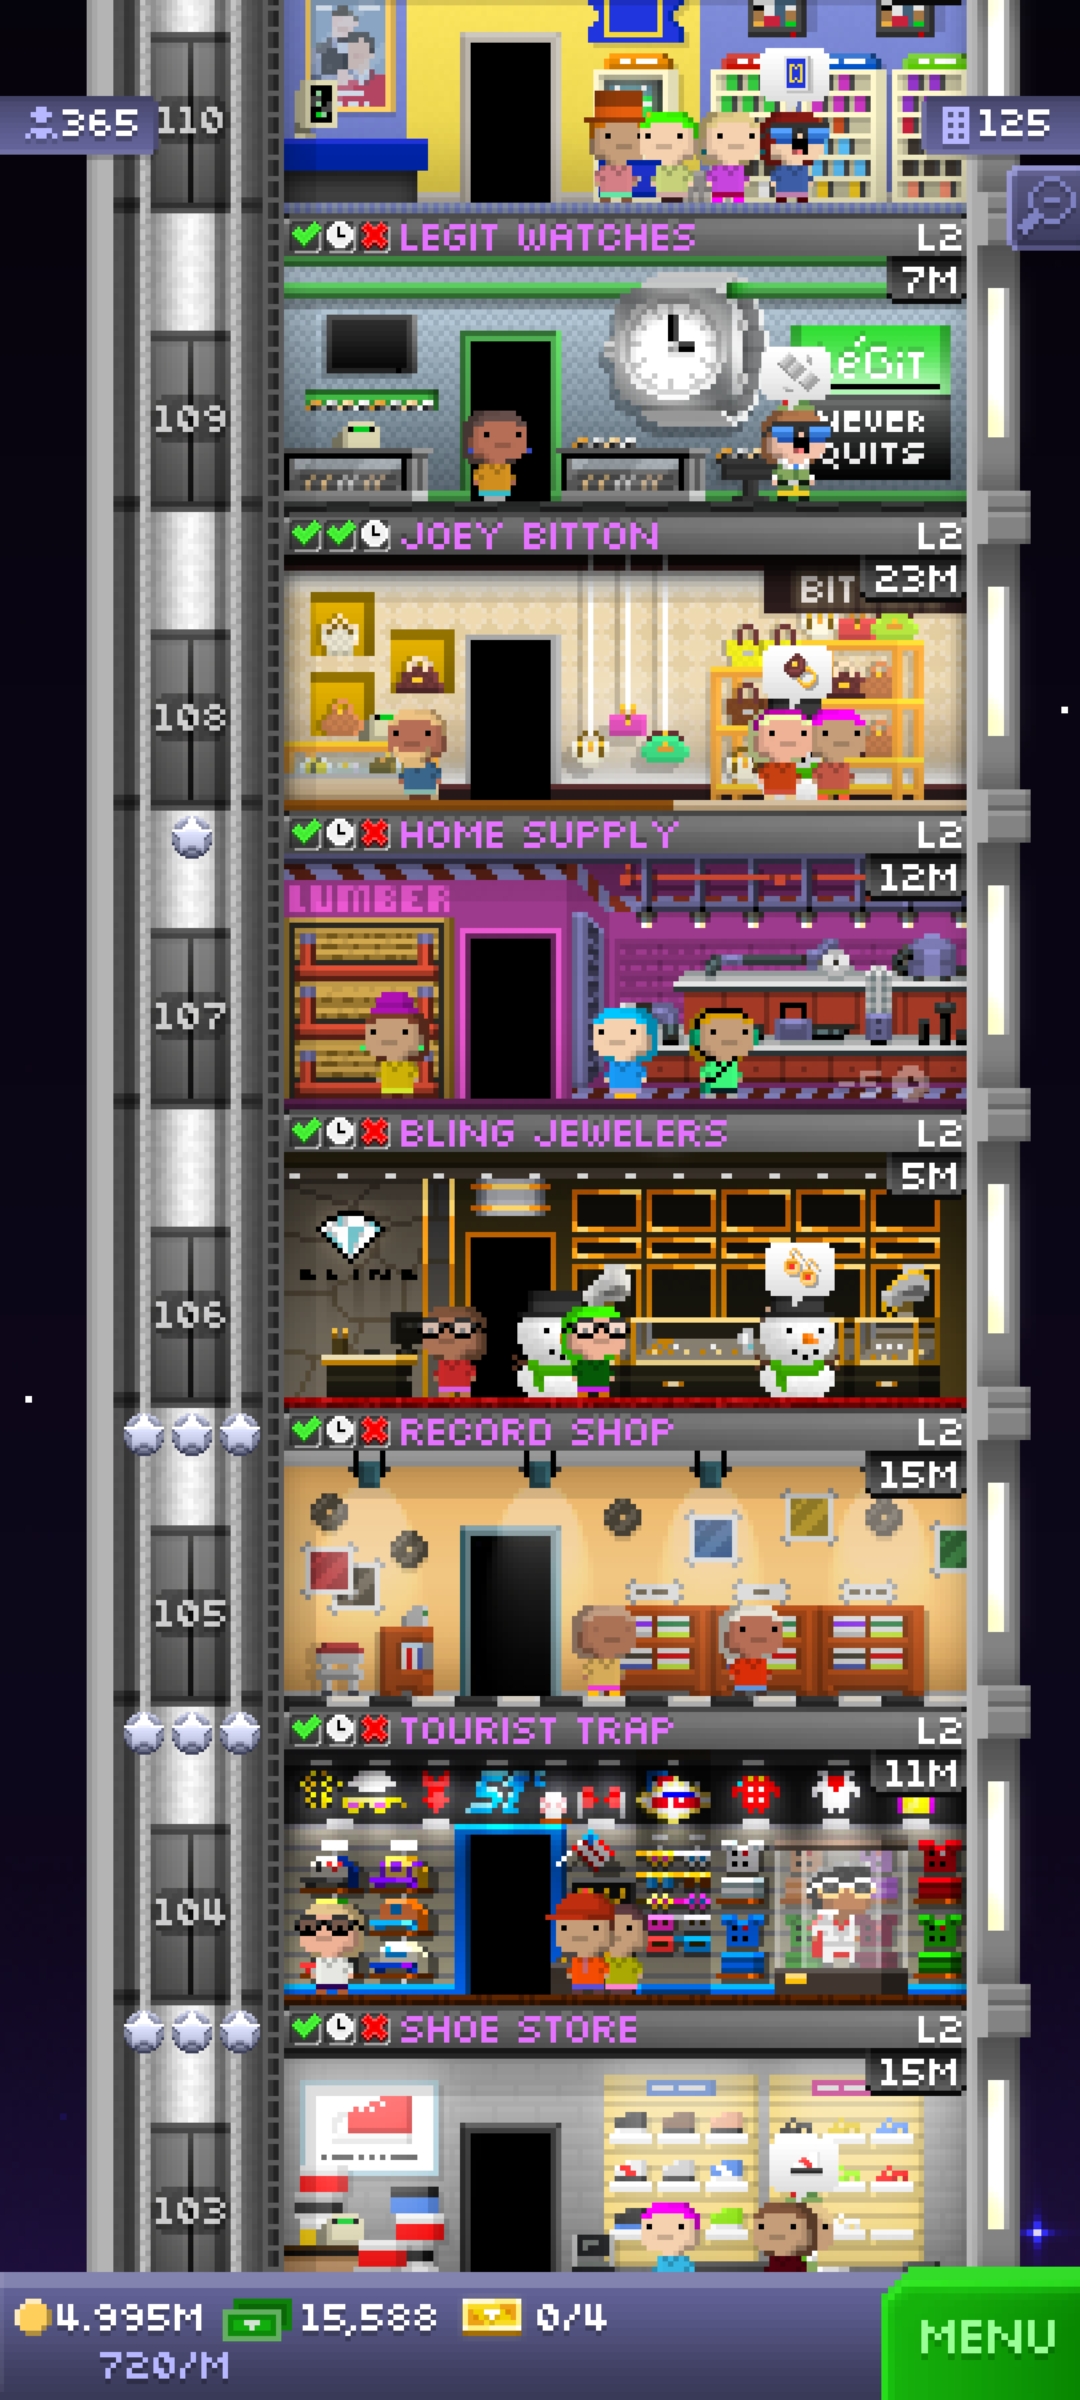 365
110
125
LEGIT WATCHES
L2
7M
LéGiT
NEVER
QUITS
109
JOEY BITTON
L2
BIT
23M
108
HOME SUPPLY
L2
12M
LUMBER
107
-5
BLING JEWELERS
L2
5M
BLING
106
RECORD SHOP
L2
15M
105
TOURIST TRAP
L2
11M
104
SHOE STORE
L2
15M
103
4.995M
15,588
0/4
720/M
MENU